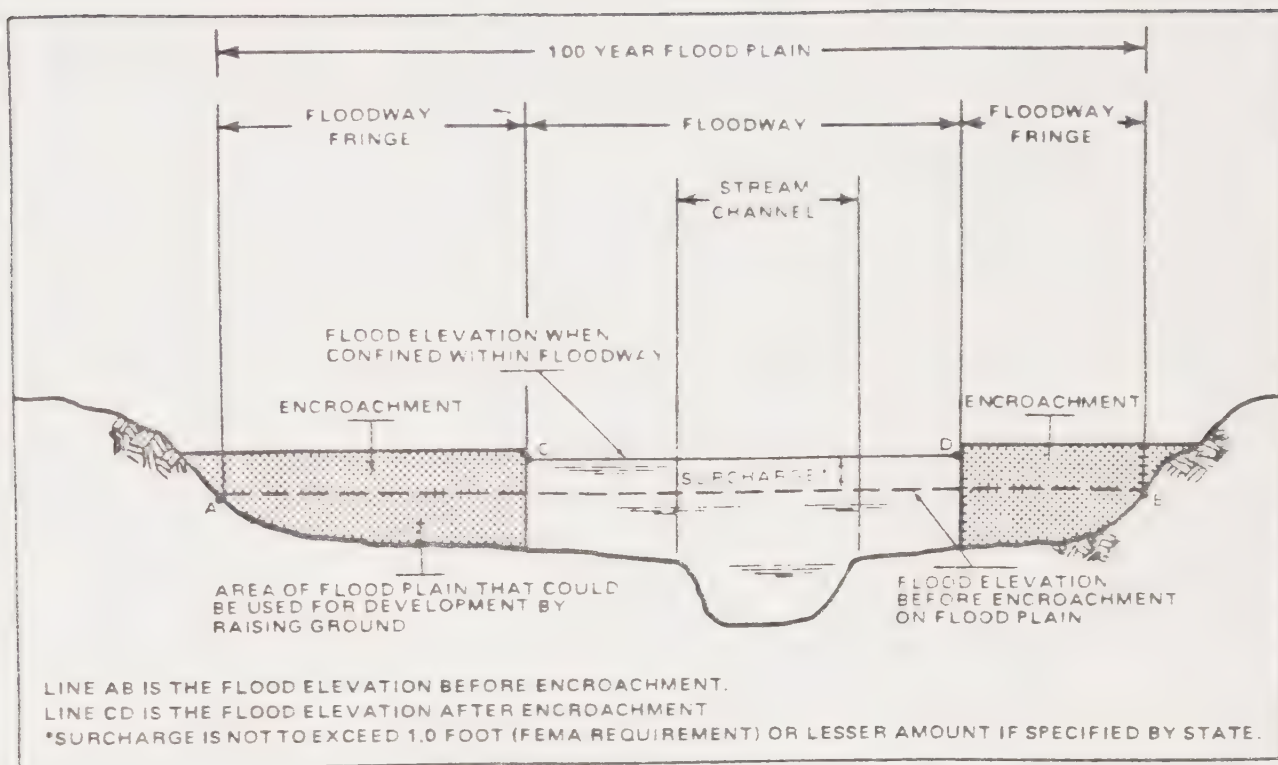 100 YEAR FLOOD PLAIN
FLOODWAY
FRINGE
FLOODWAY
FLOODWAY
FRINGE
STREAM
CHANNEL
FLOOD ELEVATION WHEN
CONFINED WITHIN FLOODWAY
ENCROACHMENT
ENCROACHMENT
C
D
SURCHARGE*
A
B
AREA OF FLOOD PLAIN THAT COULD
BE USED FOR DEVELOPMENT BY
RAISING GROUND
FLOOD ELEVATION
BEFORE ENCROACHMENT
ON FLOOD PLAIN
LINE AB IS THE FLOOD ELEVATION BEFORE ENCROACHMENT.
LINE CD IS THE FLOOD ELEVATION AFTER ENCROACHMENT
*SURCHARGE IS NOT TO EXCEED 1.0 FOOT (FEMA REQUIREMENT) OR LESSER AMOUNT IF SPECIFIED BY STATE.